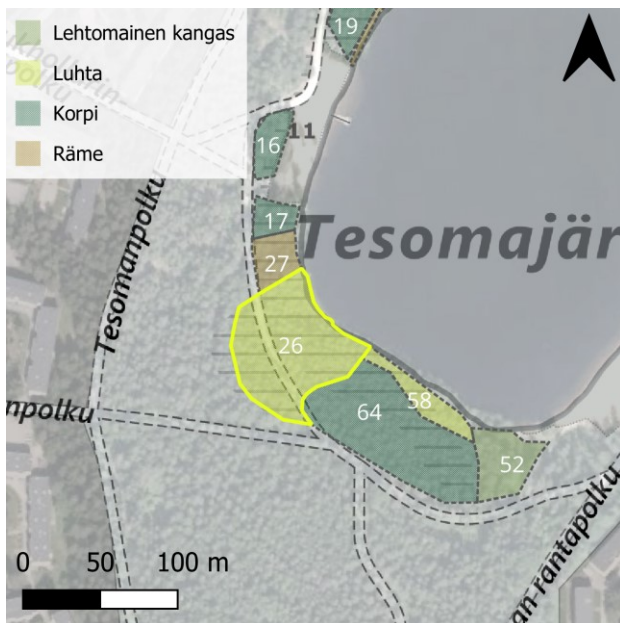 Lehtomainen kangas
Luhta
Korpi
Räme
19
11
16
17
Tesomajär
27
Tesomanpolku
26
58
64
npolku
52
an rantapolku
0 50 100 m